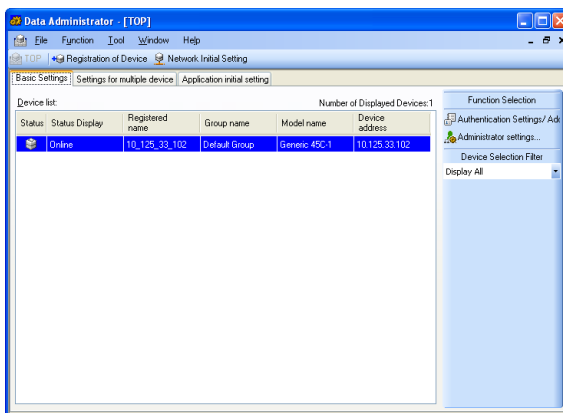 Data Administrator - [TOP]
File Function Tool Window Help
TOP Registration of Device Network Initial Setting
Basic Settings Settings for multiple device Application initial setting
Device list: Number of Displayed Devices:1
Status Status Display Registered name Group name Model name Device address
Online 10_125_33_102 Default Group Generic 45C-1 10.125.33.102
Function Selection
Authentication Settings/ Add
Administrator settings...
Device Selection Filter
Display All